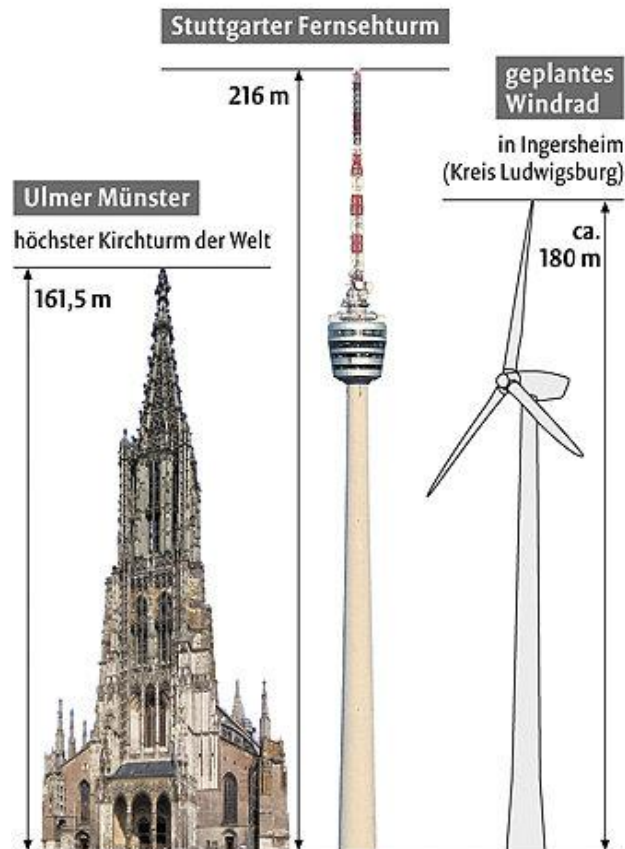 Stuttgarter Fernsehturm
216 m
geplantes
Windrad
in Ingersheim
(Kreis Ludwigsburg)
ca.
180 m
Ulmer Münster
höchster Kirchturm der Welt
161,5 m